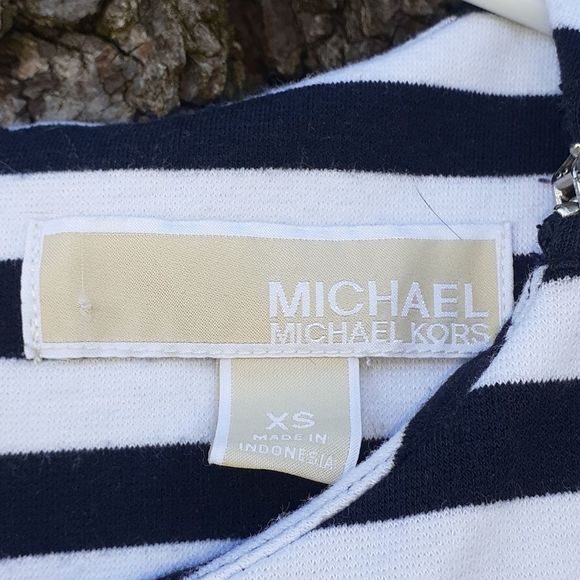 MICHAEL
MICHAEL KORS
XS
MADE IN
INDONESIA